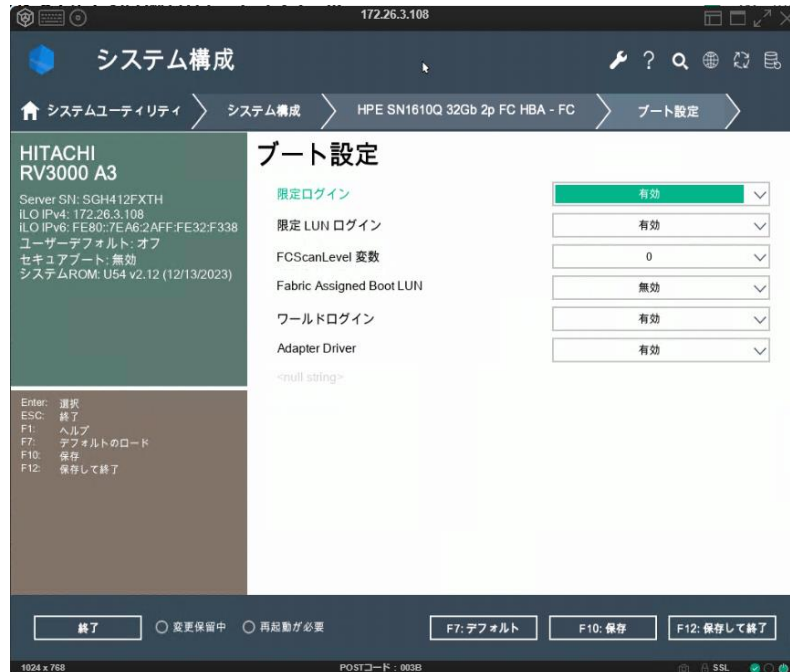 172.26.3.108
システム構成
システムユーティリティ
システム構成
HPE SN1610Q 32Gb 2p FC HBA - FC
ブート設定
HITACHI
RV3000 A3
Server SN: SGH412FXTH
iLO IPv4: 172.26.3.108
iLO IPv6: FE80::7EA6:2AFF:FE32:F338
ユーザーデフォルト: オフ
セキュアブート: 無効
システムROM: U54 v2.12 (12/13/2023)
Enter: 選択
ESC: 終了
F1: ヘルプ
F7: デフォルトのロード
F10: 保存
F12: 保存して終了
ブート設定
限定ログイン 有効
限定 LUN ログイン 有効
FCScanLevel 変数 0
Fabric Assigned Boot LUN 無効
ワールドログイン 有効
Adapter Driver 有効
<null string>
終了
変更保留中
再起動が必要
F7: デフォルト
F10: 保存
F12: 保存して終了
1024 x 768
POSTコード : 003B
SSL